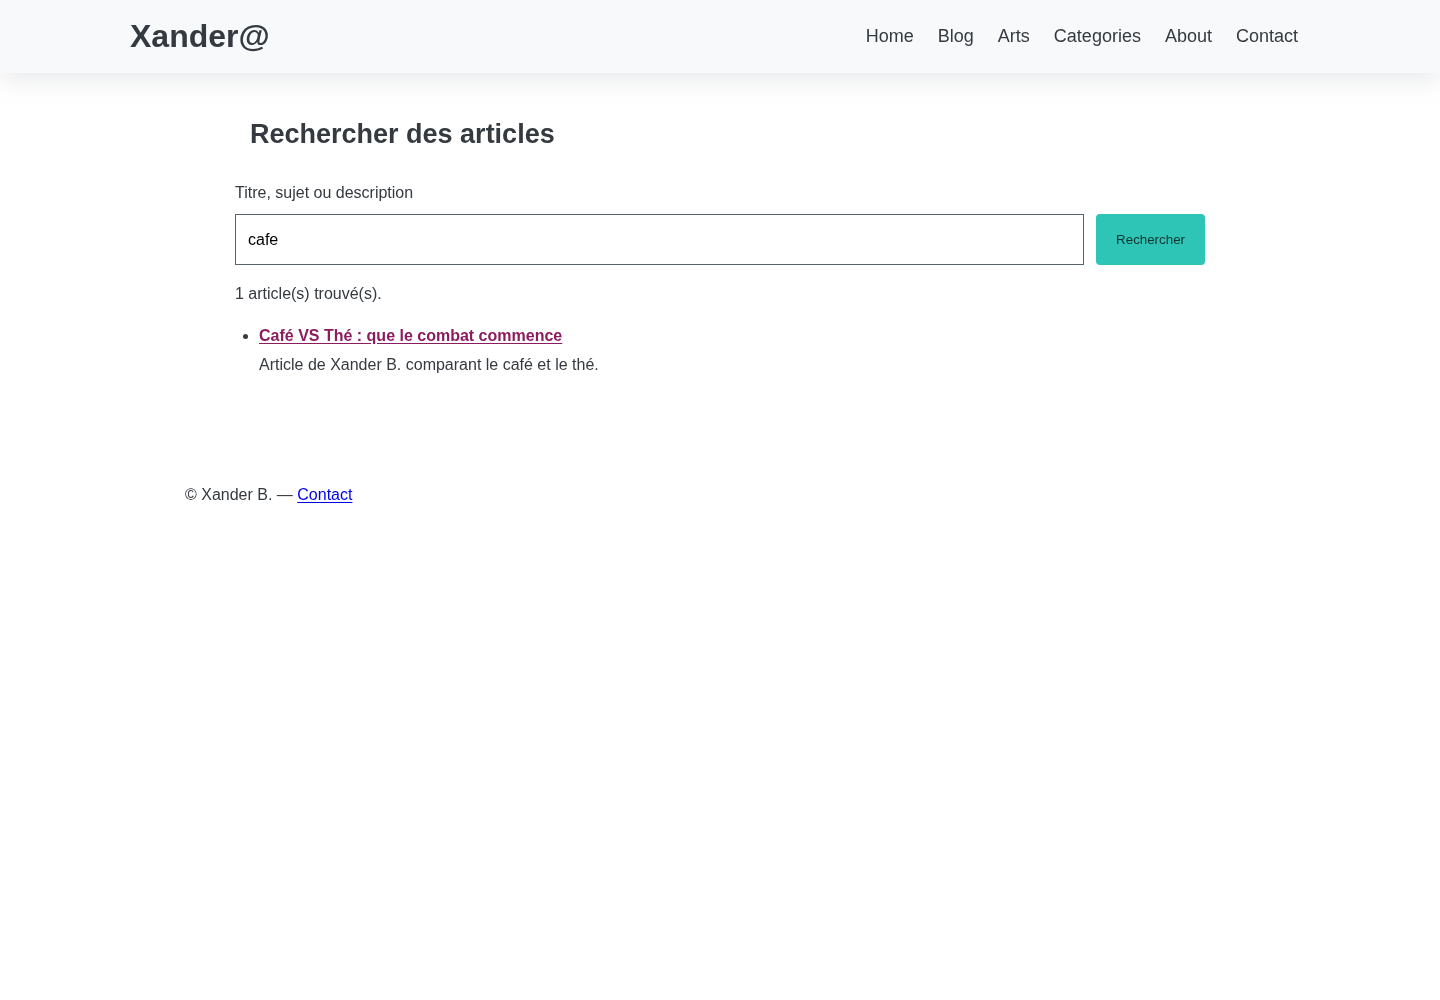 Xander@
Home Blog Arts Categories About Contact
Rechercher des articles
Titre, sujet ou description
cafe
Rechercher
1 article(s) trouvé(s).
Café VS Thé : que le combat commence
Article de Xander B. comparant le café et le thé.
© Xander B. — Contact